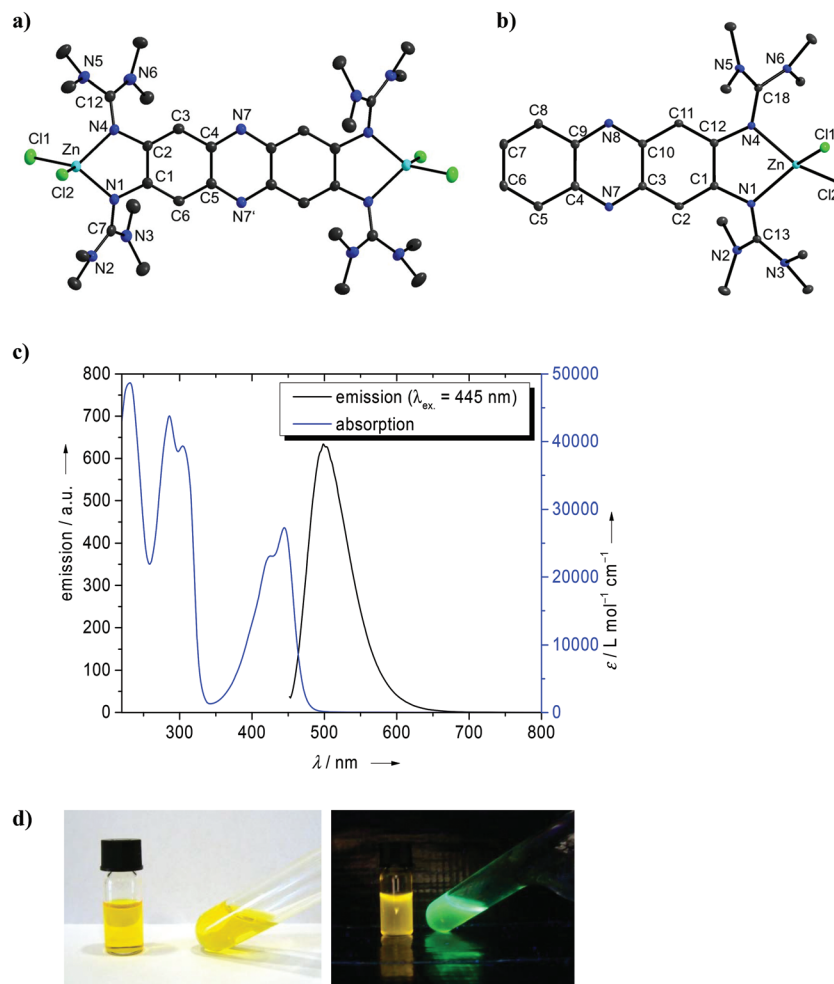 a)
b)
N5
N6
C12
C3
N7
N4
Zn
Cl1
Cl2
C2
C4
C1
C5
N1
C6
N7‘
C7
N3
N2
N5
N6
C18
C8
C11
Cl1
C9
N8
C12
N4
C7
C10
Zn
C6
C3
C1
N1
Cl2
C4
N7
C2
C5
C13
N2
N3
c)
emission (λex. = 445 nm)
absorption
emission / a.u.
800
700
600
500
400
300
200
100
0
50000
40000
30000
20000
10000
0
ε / L mol⁻¹ cm⁻¹
300 400 500 600 700 800
λ / nm
d)